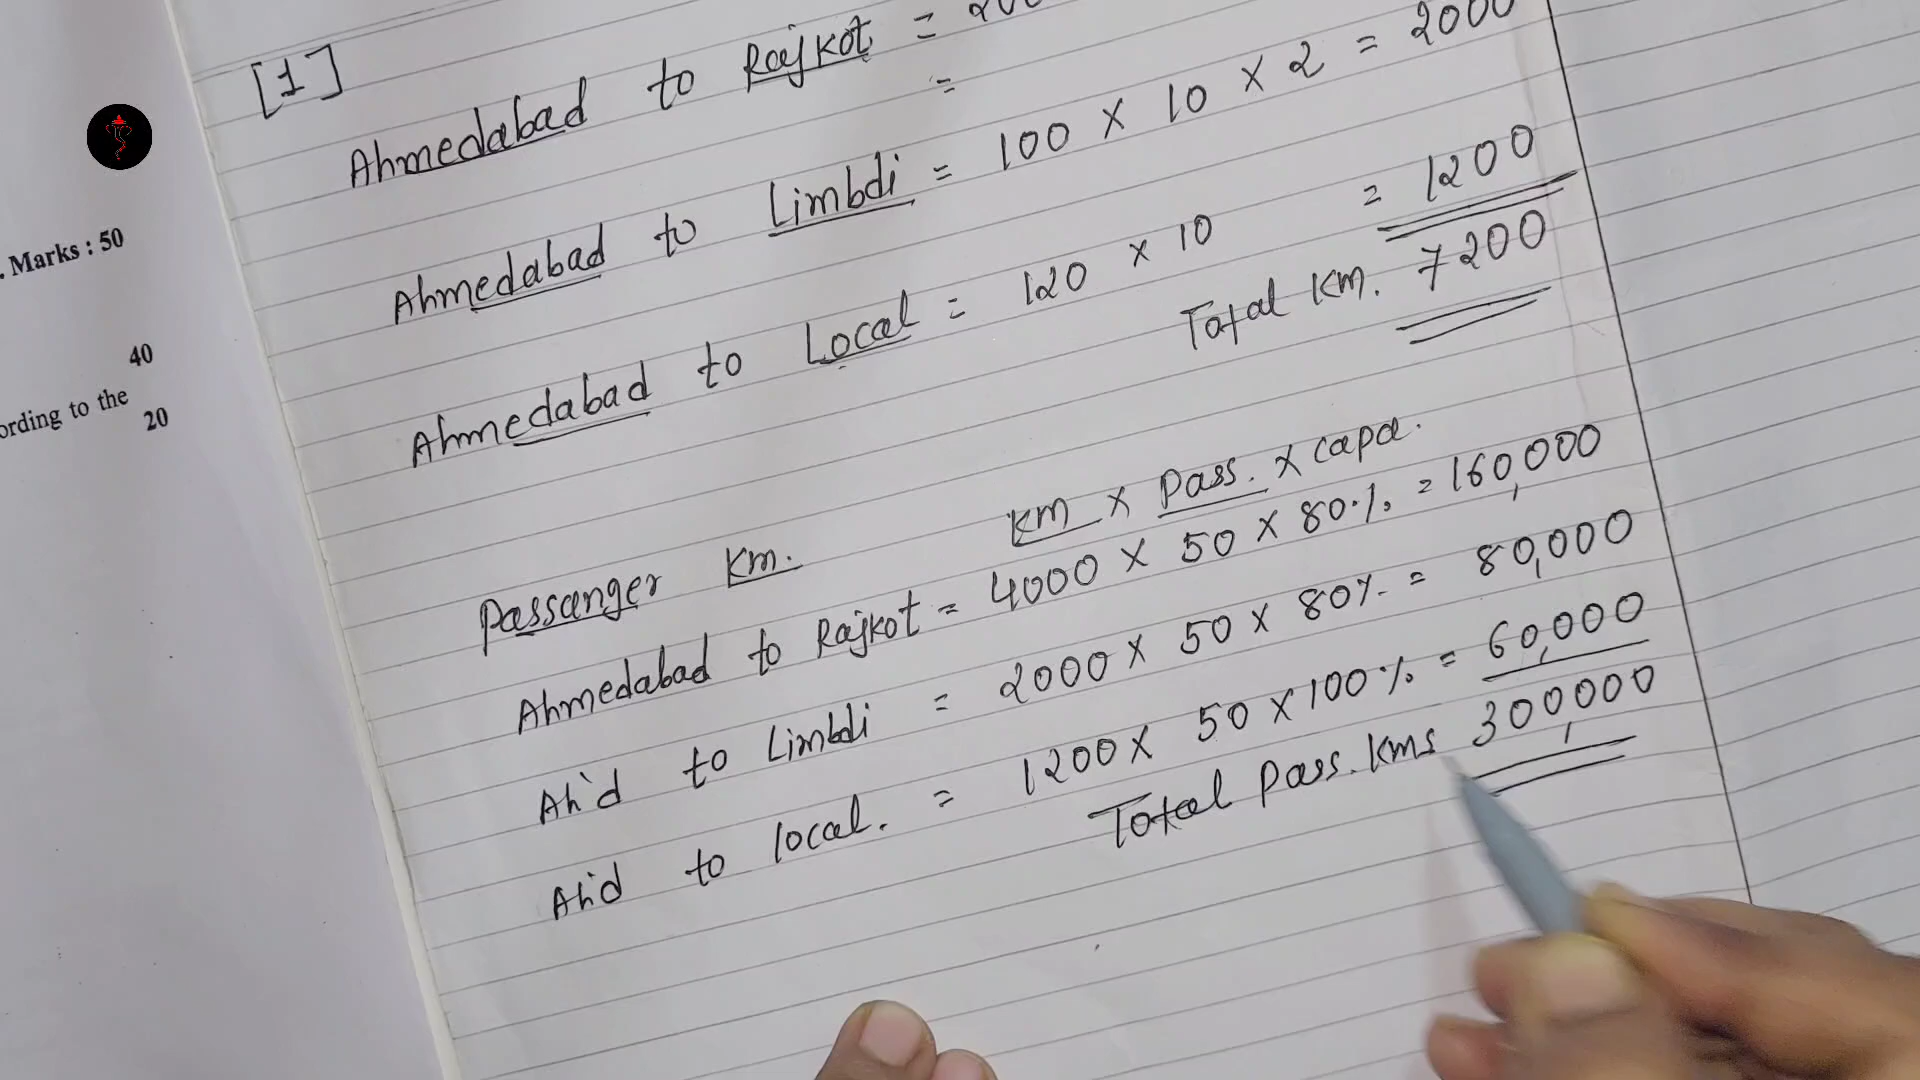 [1]
Ahmedabad to Rajkot =
=
Ahmedabad to Limbdi = 100 × 10 × 2 = 2000
Ahmedabad to Local = 120 × 10 = 1200
Total Km. 7200
Passanger Km. Km × Pass. × capa.
Ahmedabad to Rajkot = 4000 × 50 × 80% = 160,000
Ah'd to Limbdi = 2000 × 50 × 80% = 80,000
Ah'd to local. = 1200 × 50 × 100% = 60,000
Total Pass. Kms 300,000
. Marks : 50
40
ording to the
20